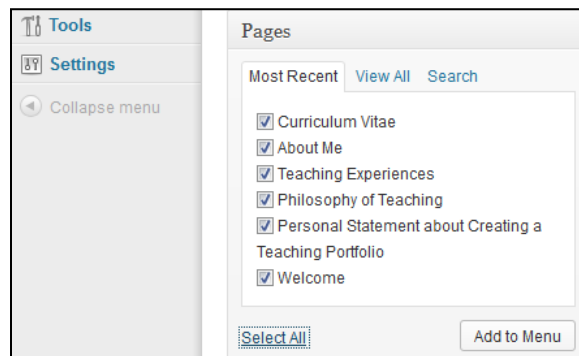 Tools
Settings
Collapse menu
Pages
Most Recent View All Search
Curriculum Vitae
About Me
Teaching Experiences
Philosophy of Teaching
Personal Statement about Creating a
Teaching Portfolio
Welcome
Select All Add to Menu